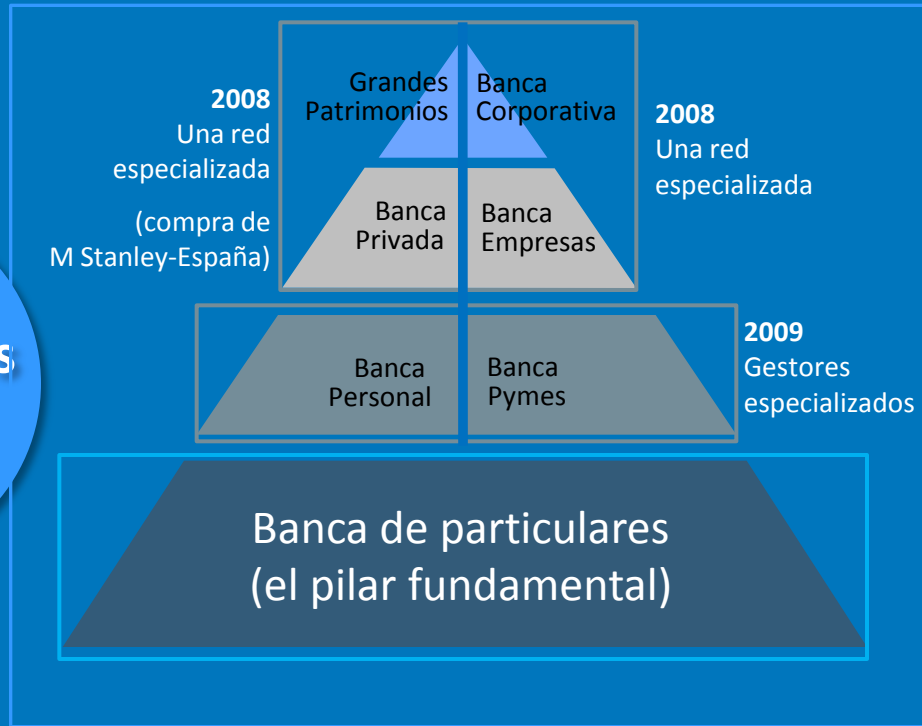 2008
Una red
especializada
(compra de
M Stanley-España)
Grandes
Patrimonios
Banca
Corporativa
2008
Una red
especializada
Banca
Privada
Banca
Empresas
Banca
Personal
Banca
Pymes
2009
Gestores
especializados
Banca de particulares
(el pilar fundamental)